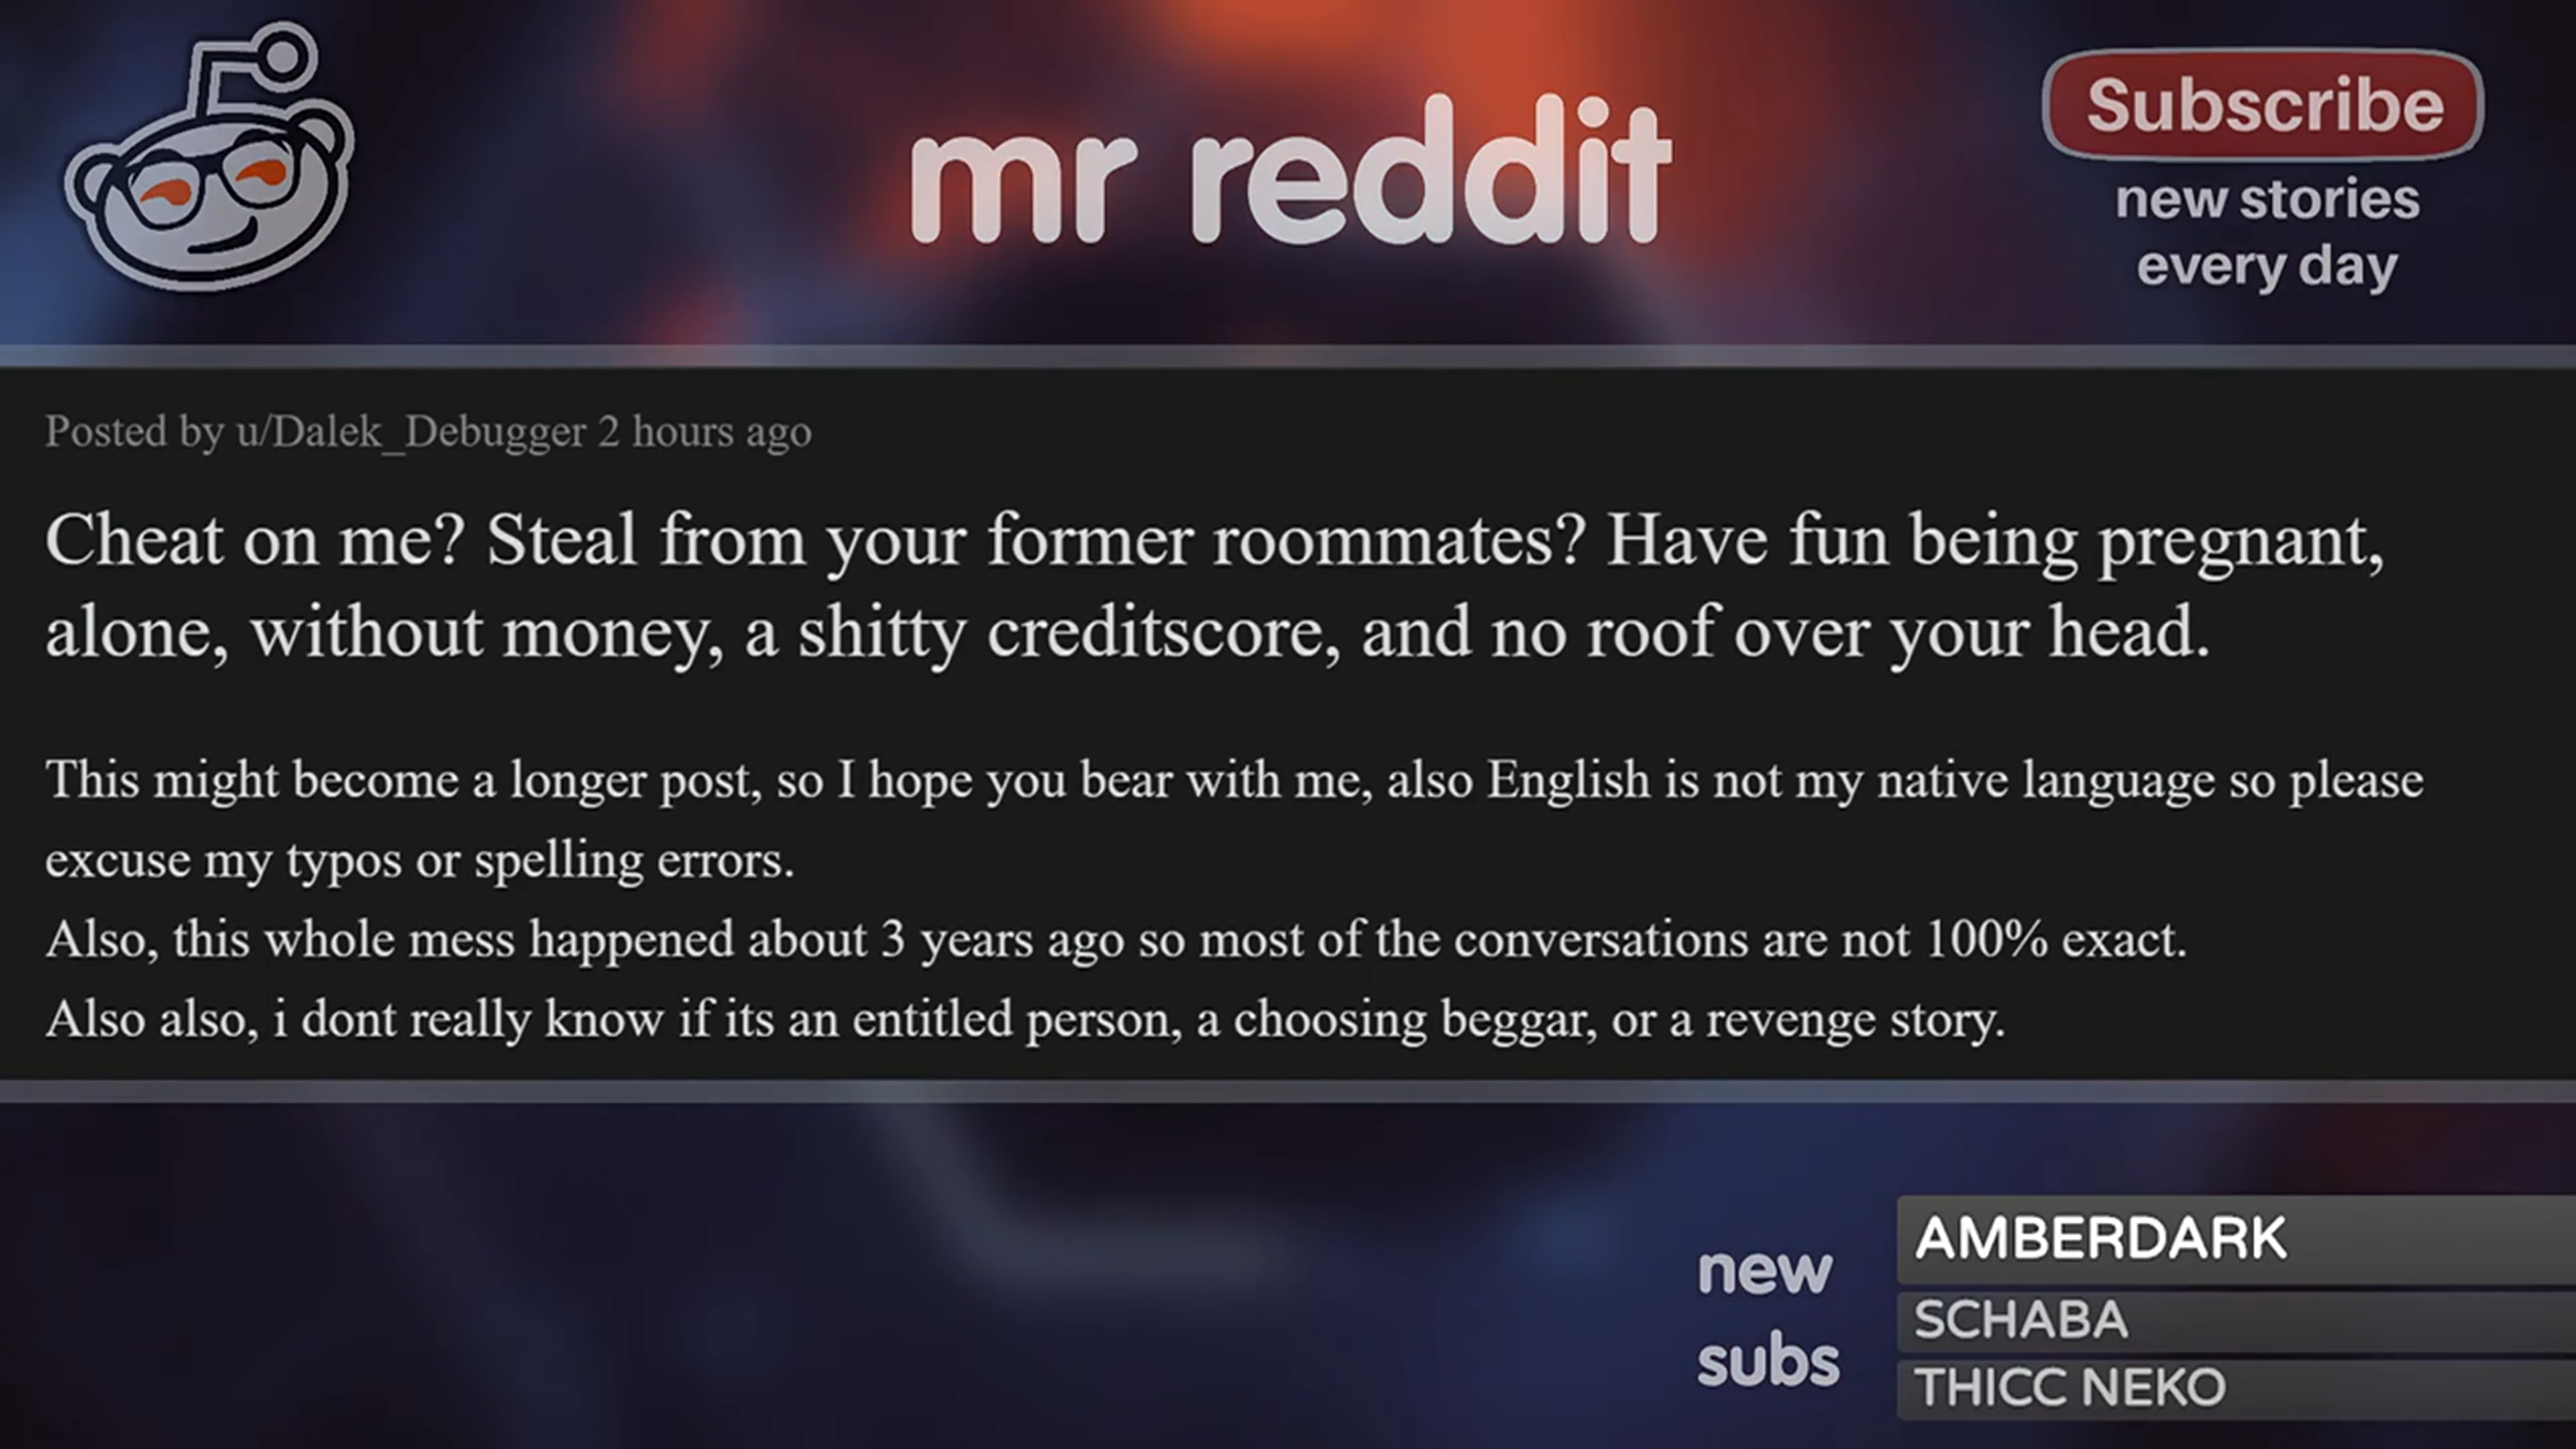 mr reddit
Subscribe
new stories
every day
Posted by u/Dalek_Debugger 2 hours ago
Cheat on me? Steal from your former roommates? Have fun being pregnant,
alone, without money, a shitty creditscore, and no roof over your head.
This might become a longer post, so I hope you bear with me, also English is not my native language so please
excuse my typos or spelling errors.
Also, this whole mess happened about 3 years ago so most of the conversations are not 100% exact.
Also also, i dont really know if its an entitled person, a choosing beggar, or a revenge story.
new
subs
AMBERDARK
SCHABA
THICC NEKO